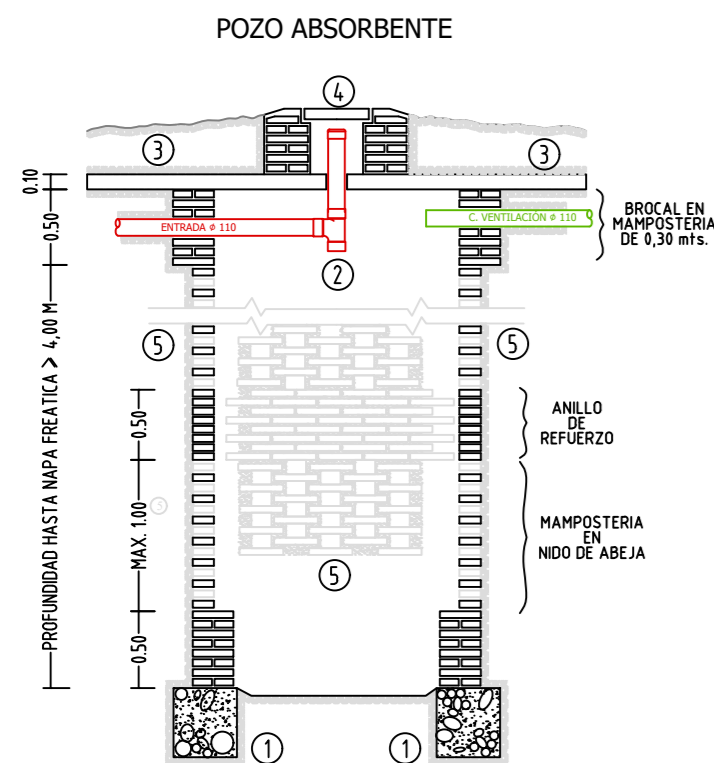 POZO ABSORBENTE
4
3
3
0.10
0.50
ENTRADA ø 110
C. VENTILACIÓN ø 110
BROCAL EN
MAMPOSTERIA
DE 0,30 mts.
2
5
5
PROFUNDIDAD HASTA NAPA FREATICA > 4,00 M
0.50
ANILLO
DE
REFUERZO
MAX. 1.00
MAMPOSTERIA
EN
NIDO DE ABEJA
5
0.50
1
1